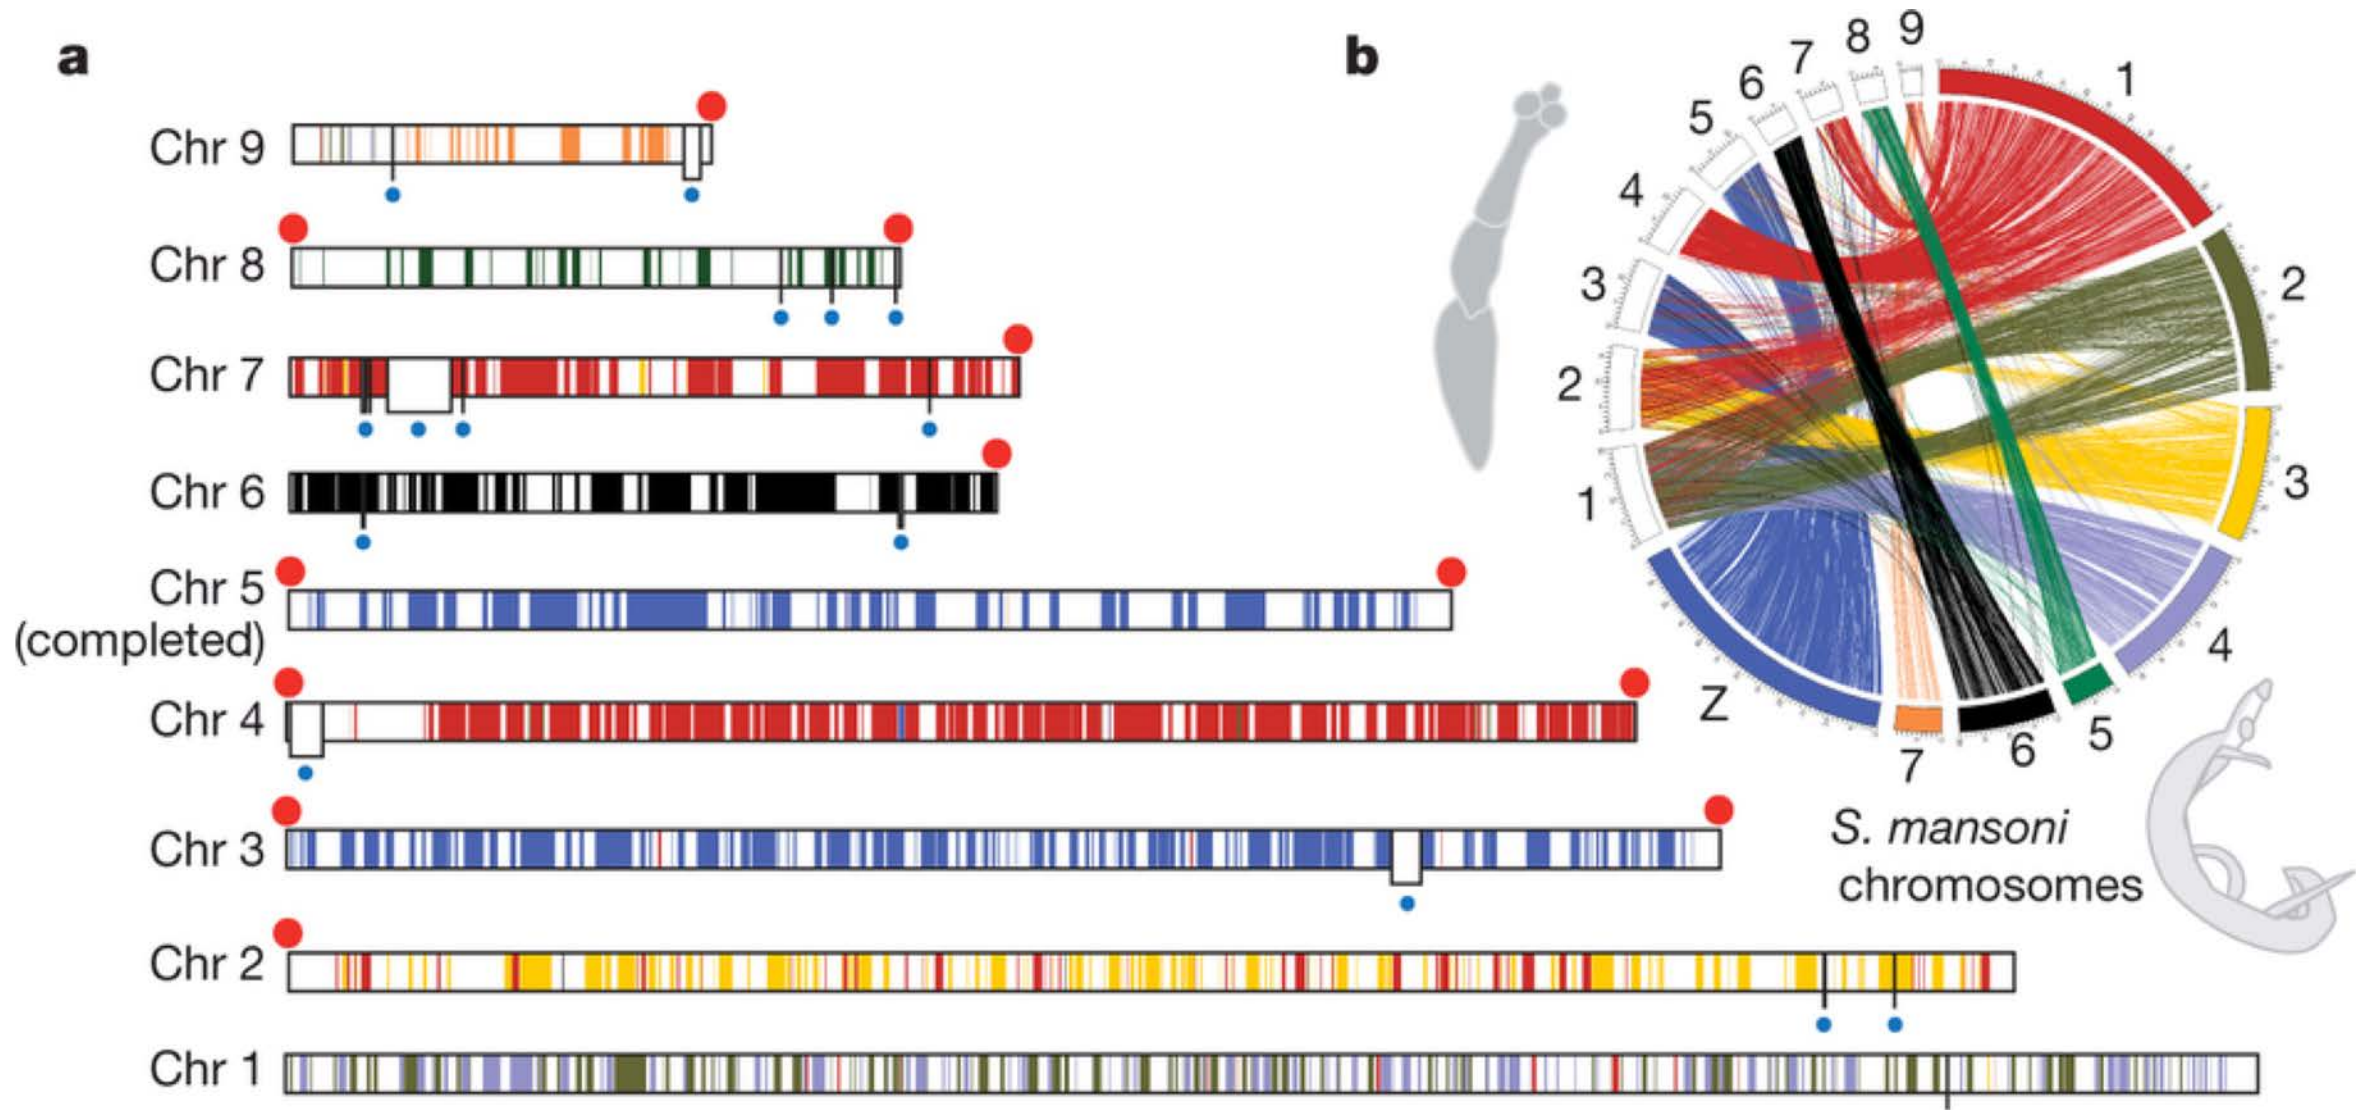 a
Chr 9
Chr 8
Chr 7
Chr 6
Chr 5
(completed)
Chr 4
Chr 3
Chr 2
Chr 1
b
1
2
3
4
5
6
7
8
9
1
2
3
4
5
6
7
Z
S. mansoni
chromosomes